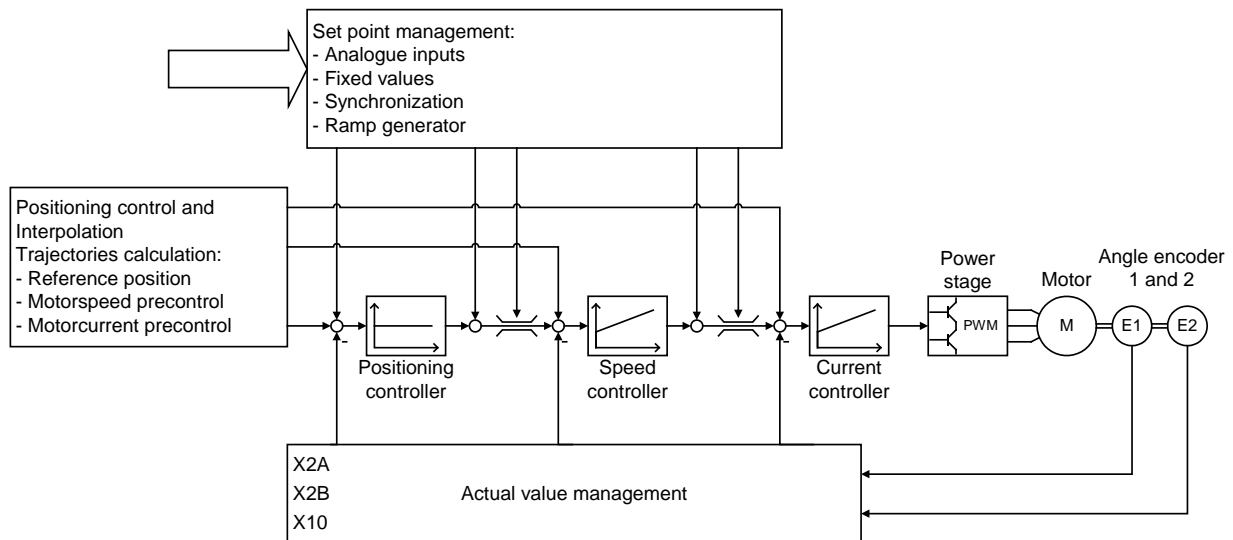 Set point management:
- Analogue inputs
- Fixed values
- Synchronization
- Ramp generator
Positioning control and
Interpolation
Trajectories calculation:
- Reference position
- Motorspeed precontrol
- Motorcurrent precontrol
Power
stage
Motor
Angle encoder
1 and 2
PWM
M
E1
E2
-
-
-
Positioning
controller
Speed
controller
Current
controller
X2A
X2B
X10
Actual value management